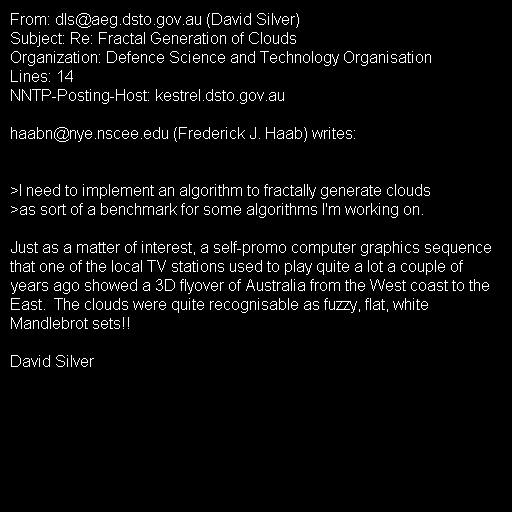 From: dls@aeg.dsto.gov.au (David Silver)
Subject: Re: Fractal Generation of Clouds
Organization: Defence Science and Technology Organisation
Lines: 14
NNTP-Posting-Host: kestrel.dsto.gov.au
haabn@nye.nscee.edu (Frederick J. Haab) writes:
>I need to implement an algorithm to fractally generate clouds
>as sort of a benchmark for some algorithms I'm working on.
Just as a matter of interest, a self-promo computer graphics sequence
that one of the local TV stations used to play quite a lot a couple of
years ago showed a 3D flyover of Australia from the West coast to the
East.  The clouds were quite recognisable as fuzzy, flat, white
Mandlebrot sets!!
David Silver